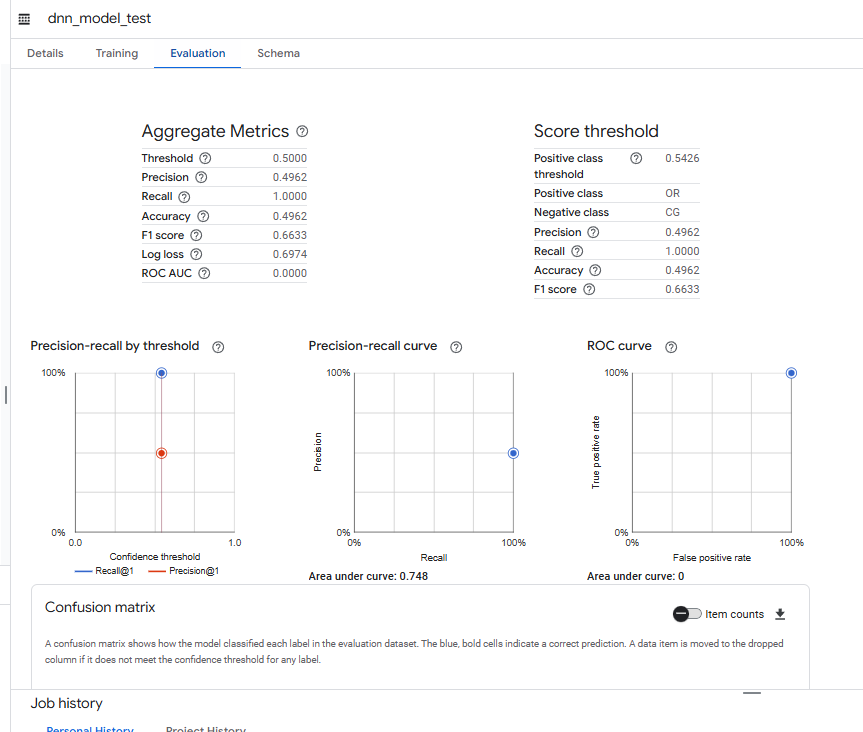 dnn_model_test
Details Training Evaluation Schema
Aggregate Metrics
Threshold 0.5000
Precision 0.4962
Recall 1.0000
Accuracy 0.4962
F1 score 0.6633
Log loss 0.6974
ROC AUC 0.0000
Score threshold
Positive class threshold 0.5426
Positive class OR
Negative class CG
Precision 0.4962
Recall 1.0000
Accuracy 0.4962
F1 score 0.6633
Precision-recall by threshold
100%
0%
0.0 1.0
Confidence threshold
Recall@1 Precision@1
Precision-recall curve
100%
Precision
0%
0% 100%
Recall
Area under curve: 0.748
ROC curve
100%
True positive rate
0%
0% 100%
False positive rate
Area under curve: 0
Confusion matrix
Item counts
A confusion matrix shows how the model classified each label in the evaluation dataset. The blue, bold cells indicate a correct prediction. A data item is moved to the dropped
column if it does not meet the confidence threshold for any label.
Job history
Personal History Project History